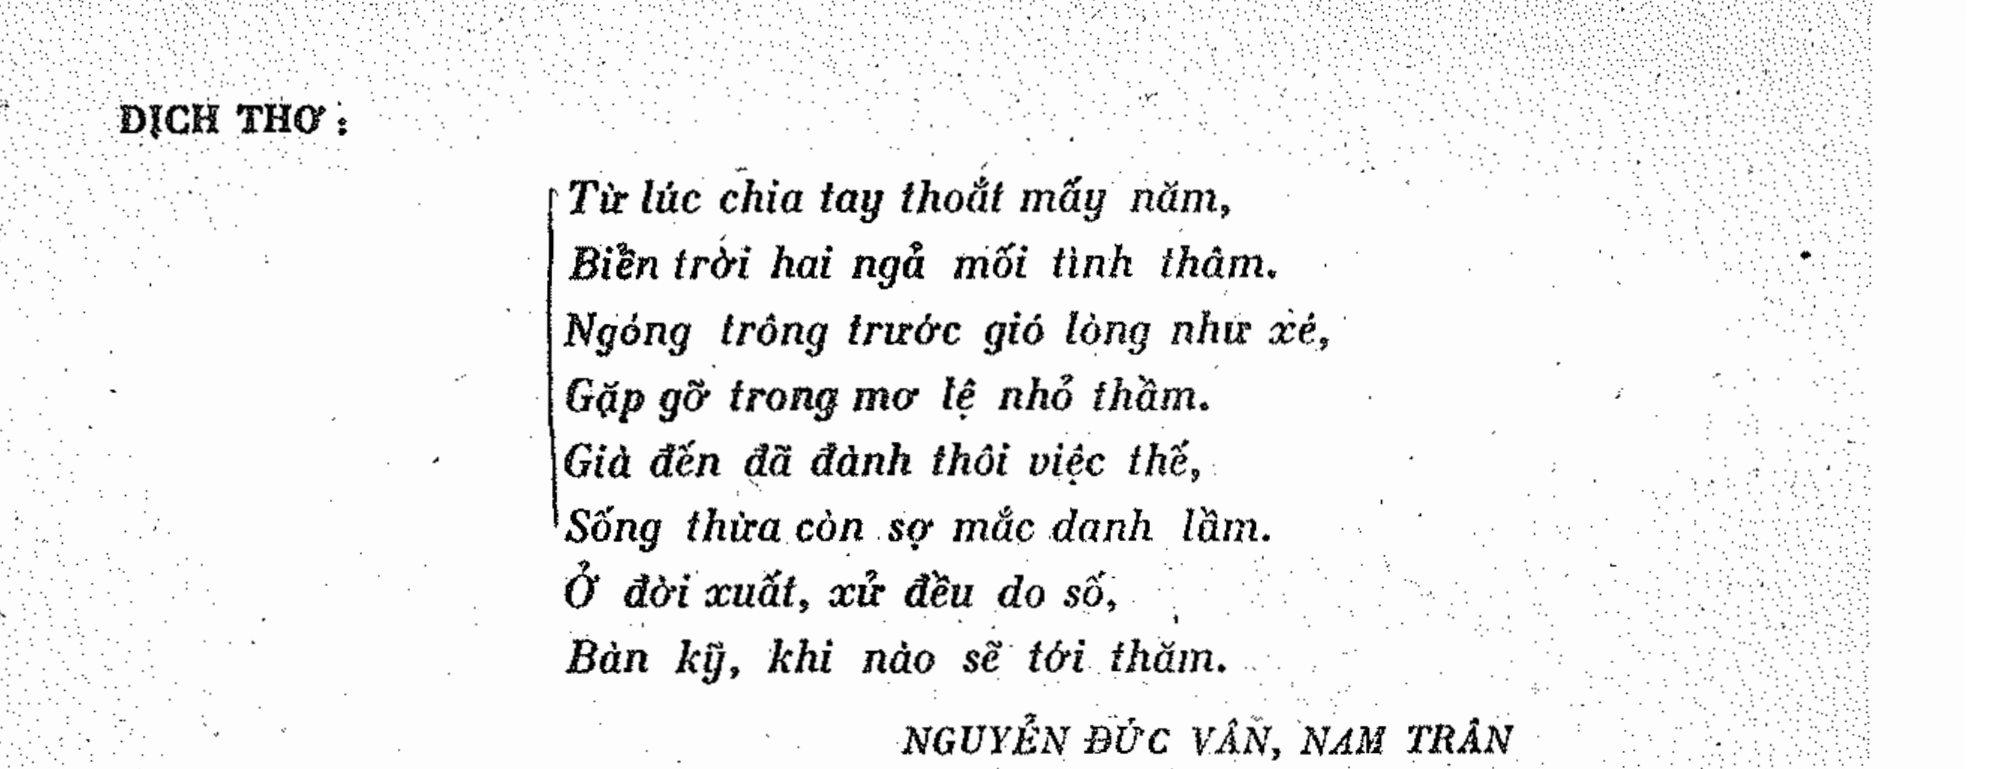 DỊCH THƠ :
Từ lúc chia tay thoắt mấy năm,
Biển trời hai ngả mối tình thâm.
Ngóng trông trước gió lòng như xé,
Gặp gỡ trong mơ lệ nhỏ thầm.
Già đến đã đành thôi việc thế,
Sống thừa còn sợ mắc danh lầm.
Ở đời xuất, xử đều do số,
Bàn kỹ, khi nào sẽ tới thăm.
NGUYỄN ĐỨC VÂN, NAM TRÂN